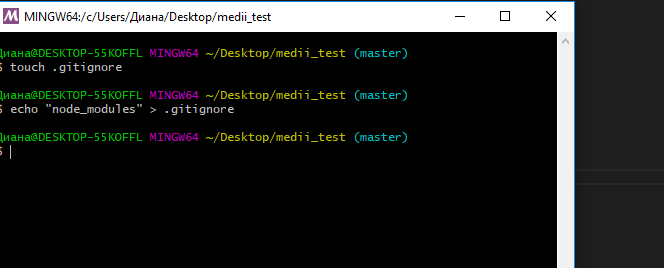 MINGW64:/c/Users/Диана/Desktop/medii_test
Диана@DESKTOP-55KOFFL MINGW64 ~/Desktop/medii_test (master)
$ touch .gitignore
Диана@DESKTOP-55KOFFL MINGW64 ~/Desktop/medii_test (master)
$ echo "node_modules" > .gitignore
Диана@DESKTOP-55KOFFL MINGW64 ~/Desktop/medii_test (master)
$